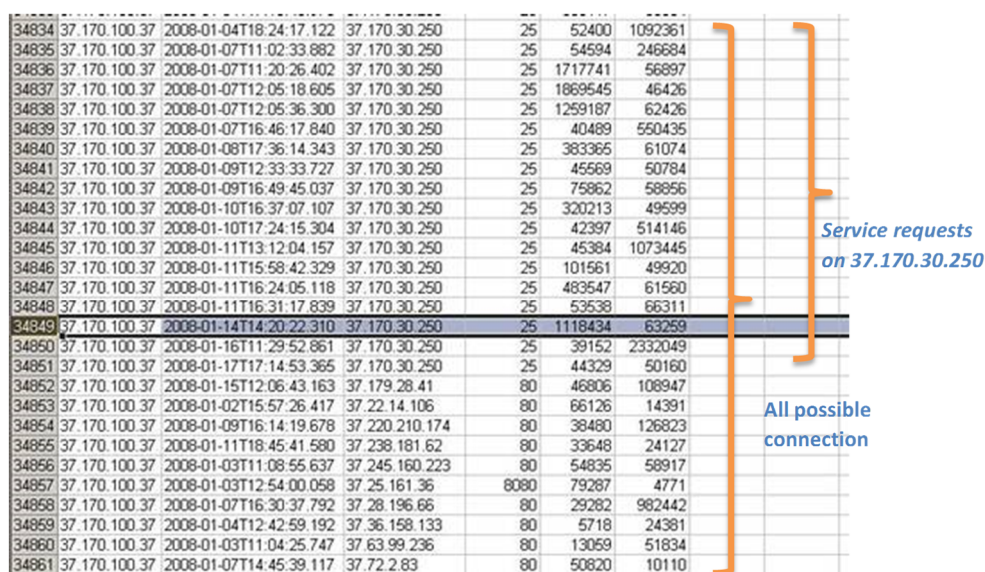 34834 37.170.100.37 2008-01-04T18:24:17.122 37.170.30.250 25 52400 1092361
34835 37.170.100.37 2008-01-07T11:02:33.882 37.170.30.250 25 54594 246684
34836 37.170.100.37 2008-01-07T11:20:26.402 37.170.30.250 25 1717741 56897
34837 37.170.100.37 2008-01-07T12:05:18.605 37.170.30.250 25 1869545 46426
34838 37.170.100.37 2008-01-07T12:05:36.300 37.170.30.250 25 1259187 62426
34839 37.170.100.37 2008-01-07T16:46:17.840 37.170.30.250 25 40489 550435
34840 37.170.100.37 2008-01-08T17:36:14.343 37.170.30.250 25 383365 61074
34841 37.170.100.37 2008-01-09T12:33:33.727 37.170.30.250 25 45569 50784
34842 37.170.100.37 2008-01-09T16:49:45.037 37.170.30.250 25 75862 58856
34843 37.170.100.37 2008-01-10T16:37:07.107 37.170.30.250 25 320213 49599
34844 37.170.100.37 2008-01-10T17:24:15.304 37.170.30.250 25 42397 514146
34845 37.170.100.37 2008-01-11T13:12:04.157 37.170.30.250 25 45384 1073445
34846 37.170.100.37 2008-01-11T15:58:42.329 37.170.30.250 25 101561 49920
34847 37.170.100.37 2008-01-11T16:24:05.118 37.170.30.250 25 483547 61560
34848 37.170.100.37 2008-01-11T16:31:17.839 37.170.30.250 25 53538 66311
34849 37.170.100.37 2008-01-14T14:20:22.310 37.170.30.250 25 1118434 63259
34850 37.170.100.37 2008-01-16T11:29:52.861 37.170.30.250 25 39152 2332049
34851 37.170.100.37 2008-01-17T17:14:53.365 37.170.30.250 25 44329 50160
34852 37.170.100.37 2008-01-15T12:06:43.163 37.179.28.41 80 46806 108947
34853 37.170.100.37 2008-01-02T15:57:26.417 37.22.14.106 80 66126 14391
34854 37.170.100.37 2008-01-09T16:14:19.678 37.220.210.174 80 38480 126823
34855 37.170.100.37 2008-01-11T18:45:41.580 37.238.181.62 80 33648 24127
34856 37.170.100.37 2008-01-03T11:08:55.637 37.245.160.223 80 54835 58917
34857 37.170.100.37 2008-01-03T12:54:00.058 37.25.161.36 8080 79287 4771
34858 37.170.100.37 2008-01-07T16:30:37.792 37.28.196.66 80 29282 982442
34859 37.170.100.37 2008-01-04T12:42:59.192 37.36.158.133 80 5718 24381
34860 37.170.100.37 2008-01-03T11:04:25.747 37.63.99.236 80 13059 51834
34861 37.170.100.37 2008-01-07T14:45:39.117 37.72.2.83 80 50820 10110
Service requests
on 37.170.30.250
All possible
connection